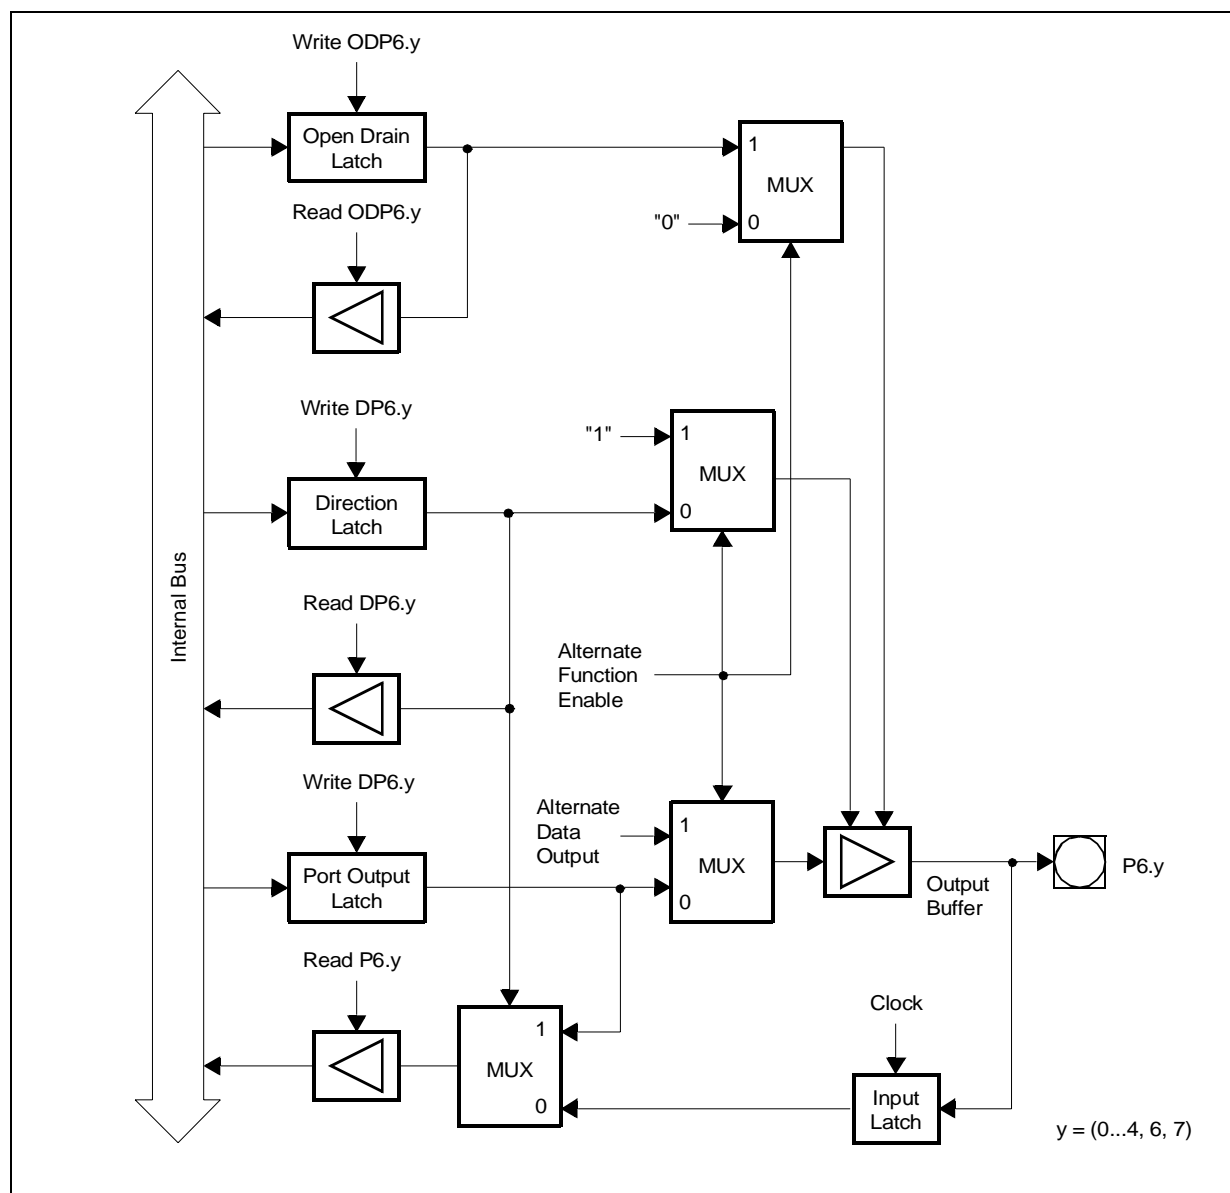 Write ODP6.y
Open Drain
Latch
1
MUX
"0"
0
Read ODP6.y
Write DP6.y
"1"
1
MUX
Direction
Latch
0
Internal Bus
Read DP6.y
Alternate
Function
Enable
Write DP6.y
Alternate
Data
Output
1
MUX
Port Output
Latch
0
Output
Buffer
P6.y
Read P6.y
Clock
1
MUX
0
Input
Latch
y = (0...4, 6, 7)